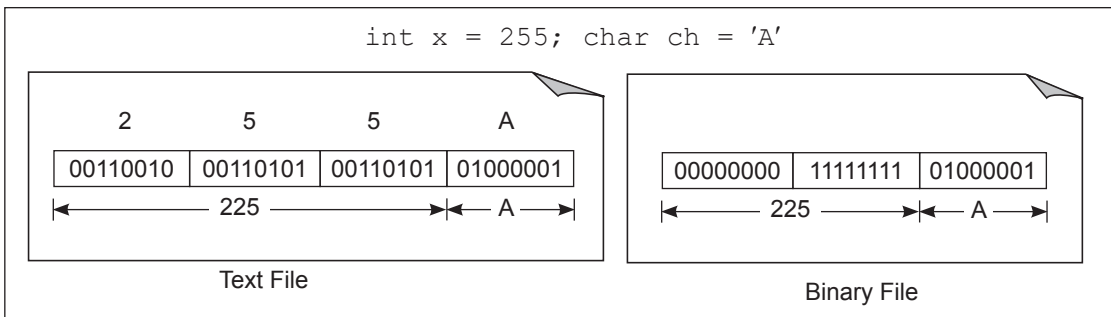 int x = 255; char ch = ′A′
2 5 5 A
00110010 00110101 00110101 01000001
225 A
Text File
00000000 11111111 01000001
225 A
Binary File